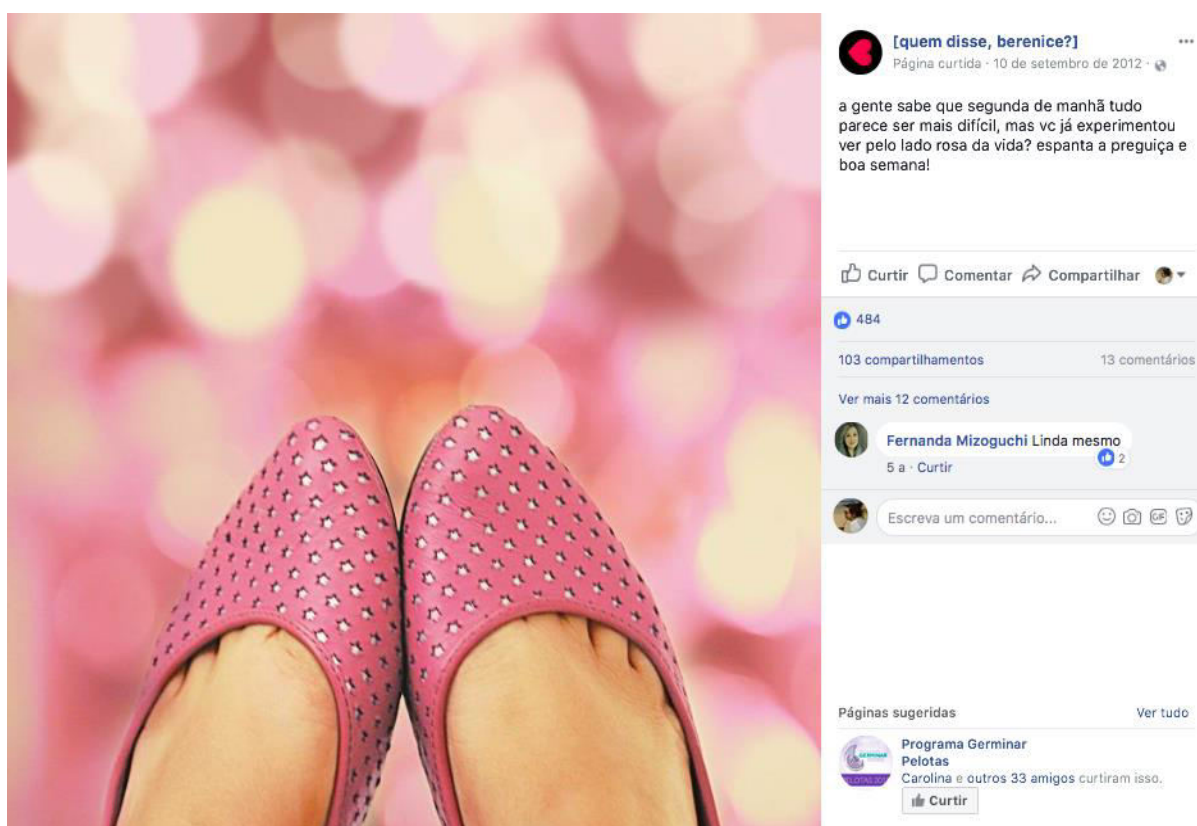 [quem disse, berenice?]
Página curtida · 10 de setembro de 2012 ·
a gente sabe que segunda de manhã tudo
parece ser mais difícil, mas vc já experimentou
ver pelo lado rosa da vida? espanta a preguiça e
boa semana!
Curtir Comentar Compartilhar
484
103 compartilhamentos 13 comentários
Ver mais 12 comentários
Fernanda Mizoguchi Linda mesmo
2
5 a · Curtir
Escreva um comentário...
GIF
Páginas sugeridas Ver tudo
Programa Germinar
Pelotas
Carolina e outros 33 amigos curtiram isso.
Curtir